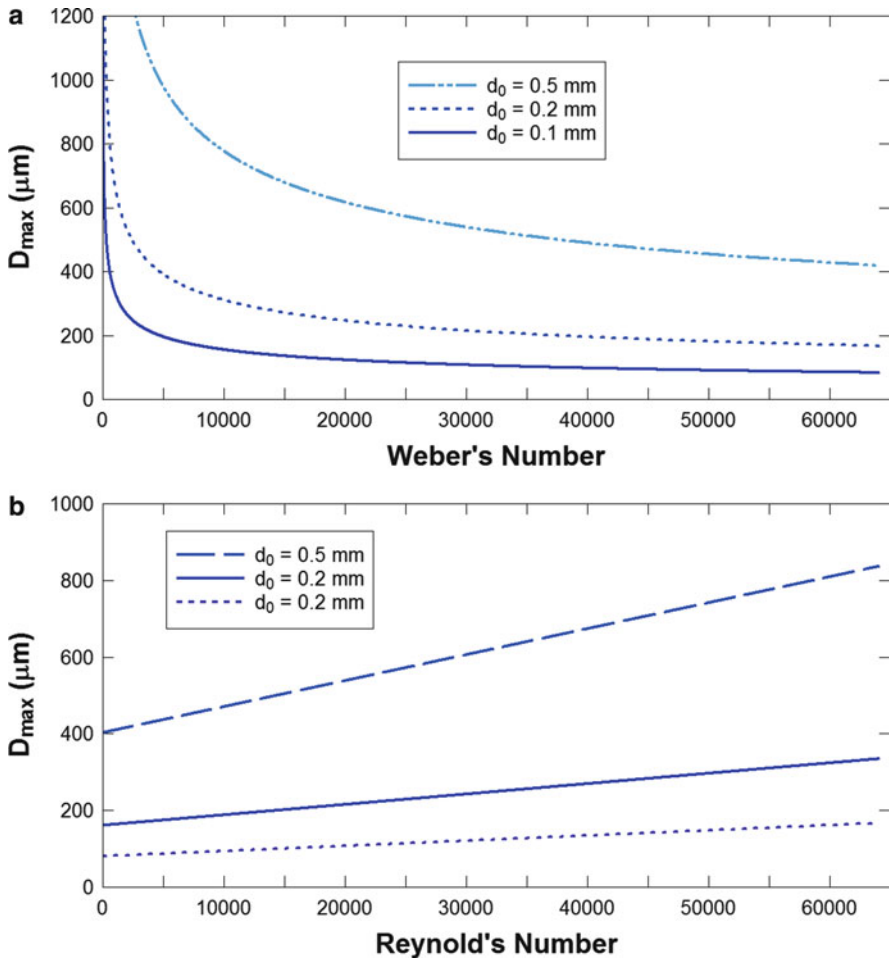 a
1200
1000
800
600
400
200
0
D_max (μm)
d₀ = 0.5 mm
d₀ = 0.2 mm
d₀ = 0.1 mm
0 10000 20000 30000 40000 50000 60000
Weber's Number
b
1000
800
600
400
200
0
D_max (μm)
d₀ = 0.5 mm
d₀ = 0.2 mm
d₀ = 0.2 mm
0 10000 20000 30000 40000 50000 60000
Reynold's Number